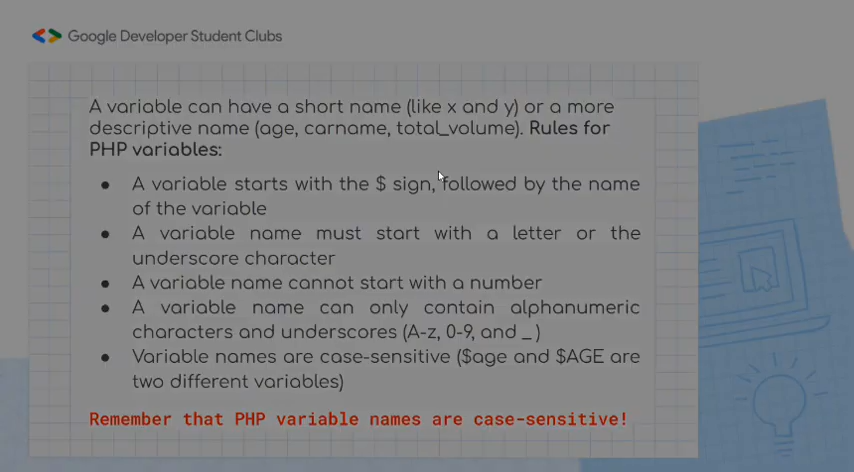 Google Developer Student Clubs
A variable can have a short name (like x and y) or a more
descriptive name (age, carname, total_volume). Rules for
PHP variables:
● A variable starts with the $ sign, followed by the name
of the variable
● A variable name must start with a letter or the
underscore character
● A variable name cannot start with a number
● A variable name can only contain alphanumeric
characters and underscores (A-z, 0-9, and _ )
● Variable names are case-sensitive ($age and $AGE are
two different variables)
Remember that PHP variable names are case-sensitive!